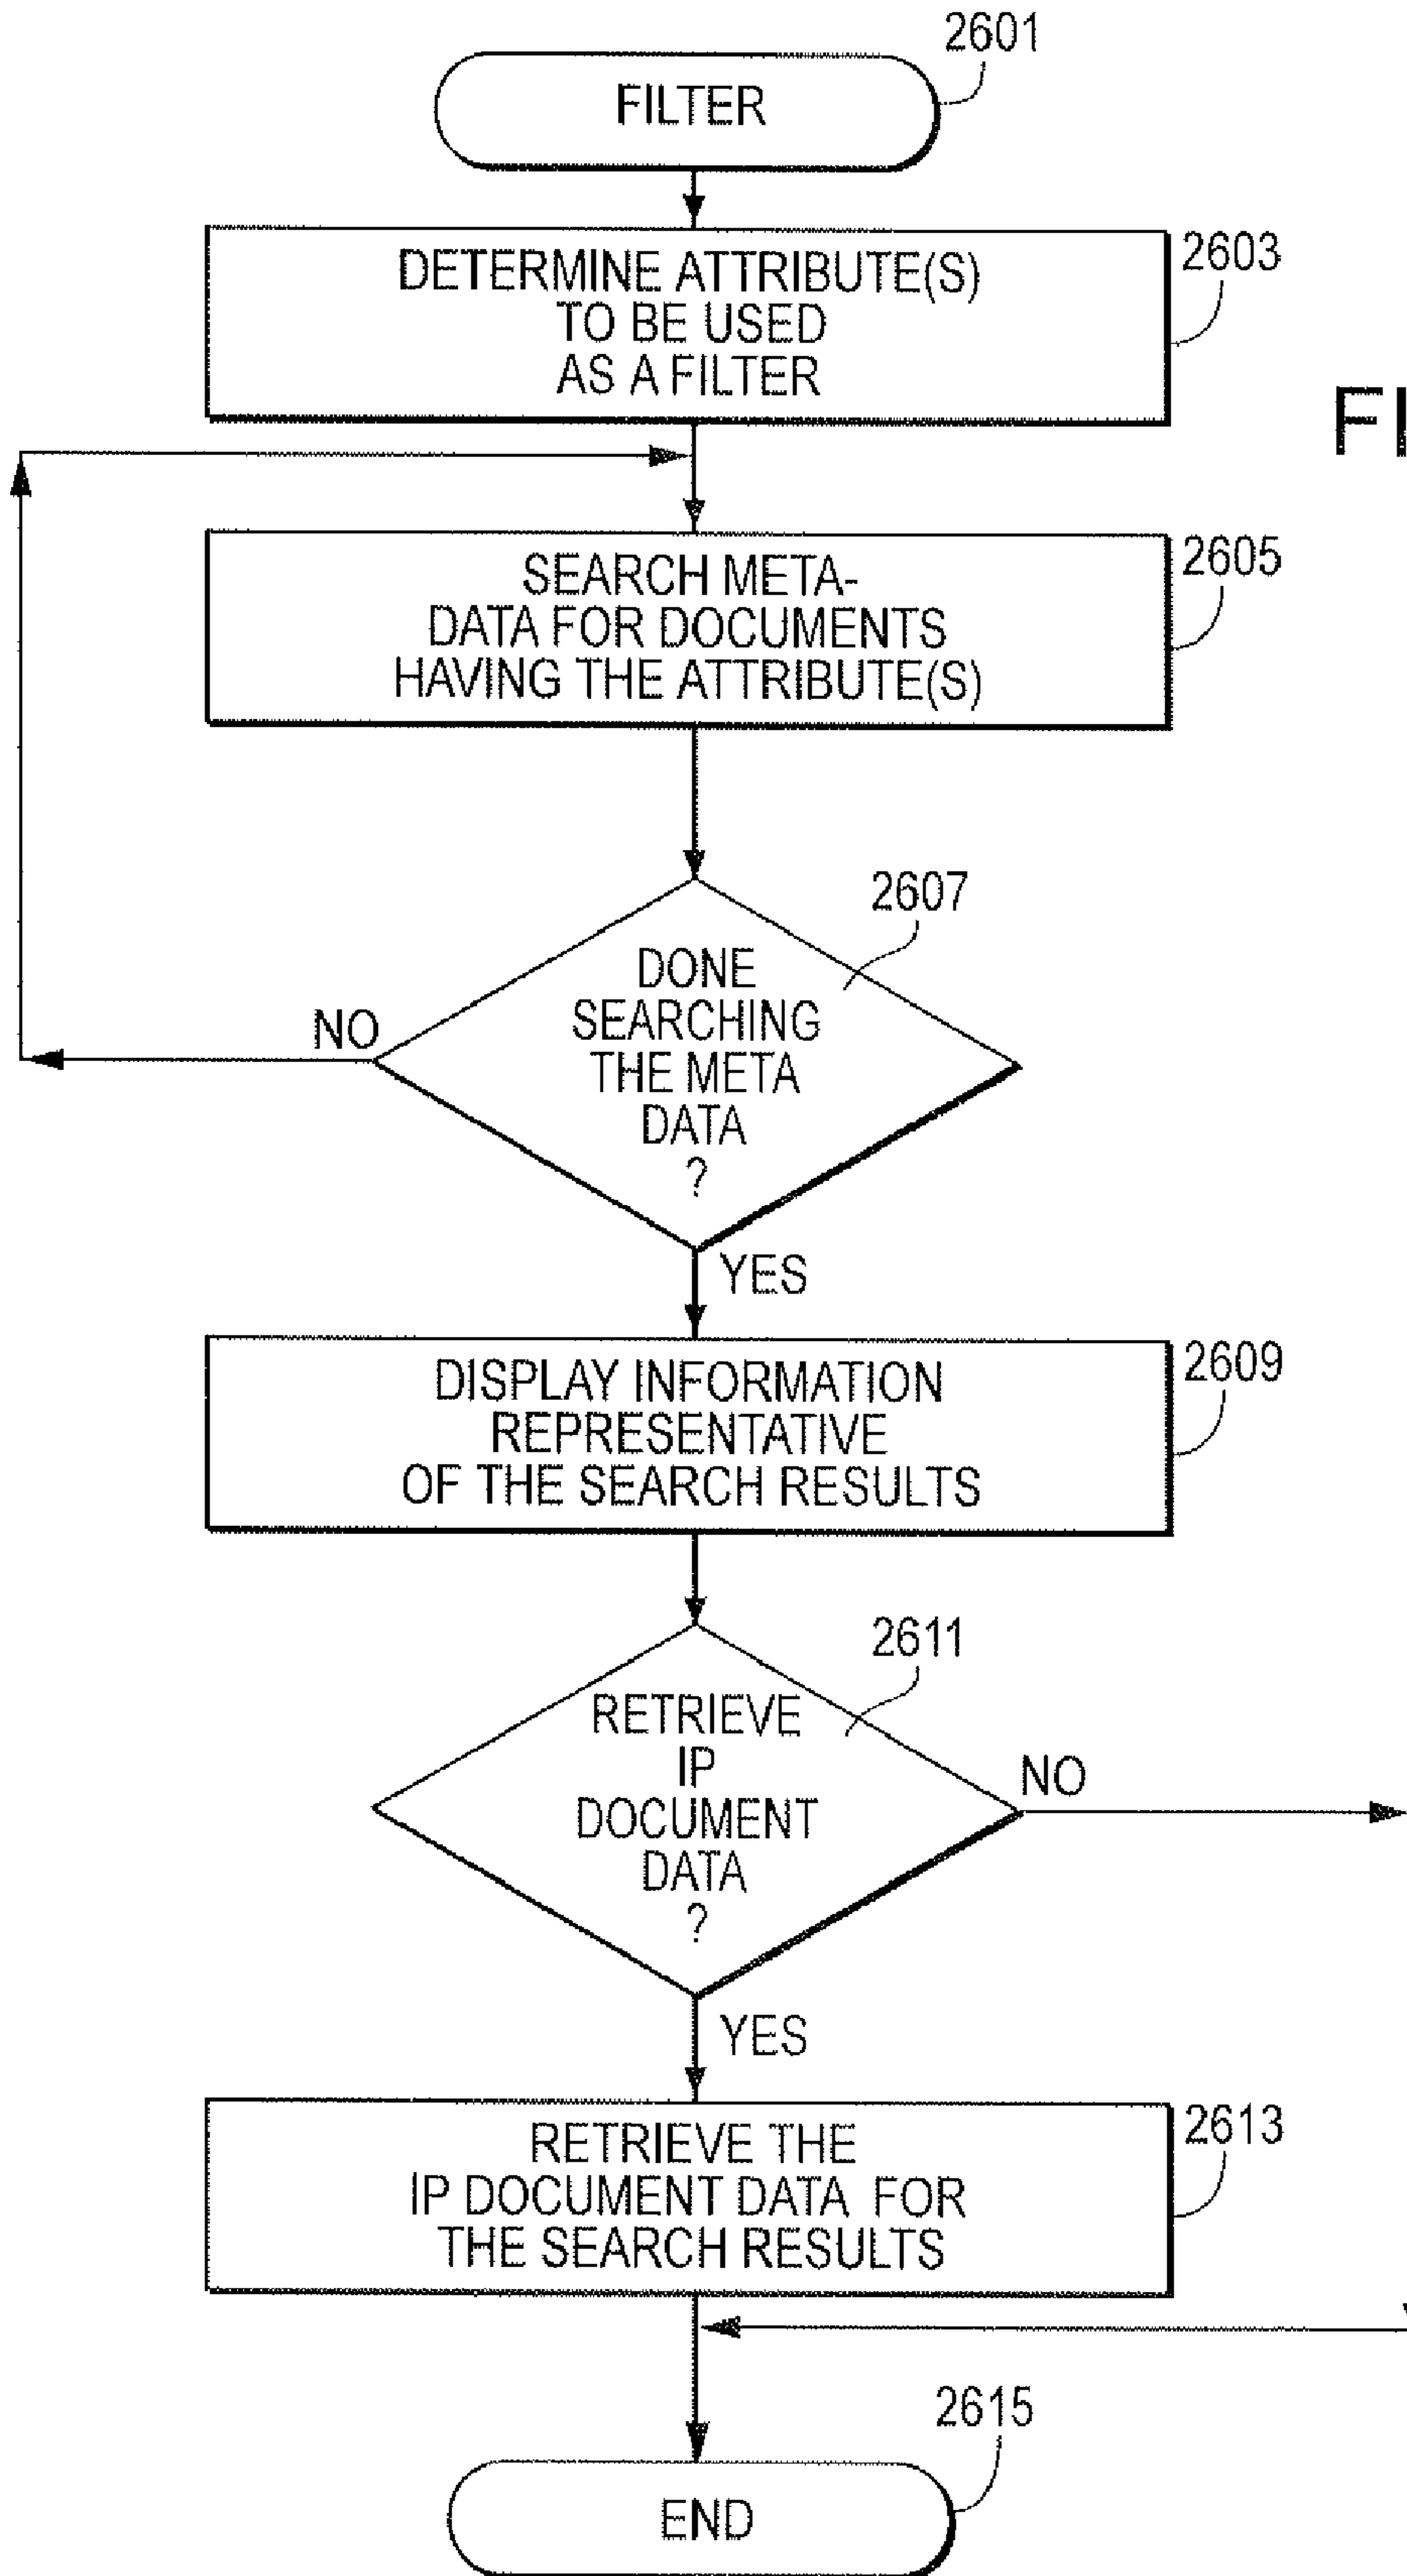 2601
FILTER
2603
DETERMINE ATTRIBUTE(S)
TO BE USED
AS A FILTER
FI
2605
SEARCH META-
DATA FOR DOCUMENTS
HAVING THE ATTRIBUTE(S)
2607
DONE
SEARCHING
THE META
DATA
?
NO
YES
2609
DISPLAY INFORMATION
REPRESENTATIVE
OF THE SEARCH RESULTS
2611
RETRIEVE
IP
DOCUMENT
DATA
?
NO
YES
2613
RETRIEVE THE
IP DOCUMENT DATA FOR
THE SEARCH RESULTS
2615
END